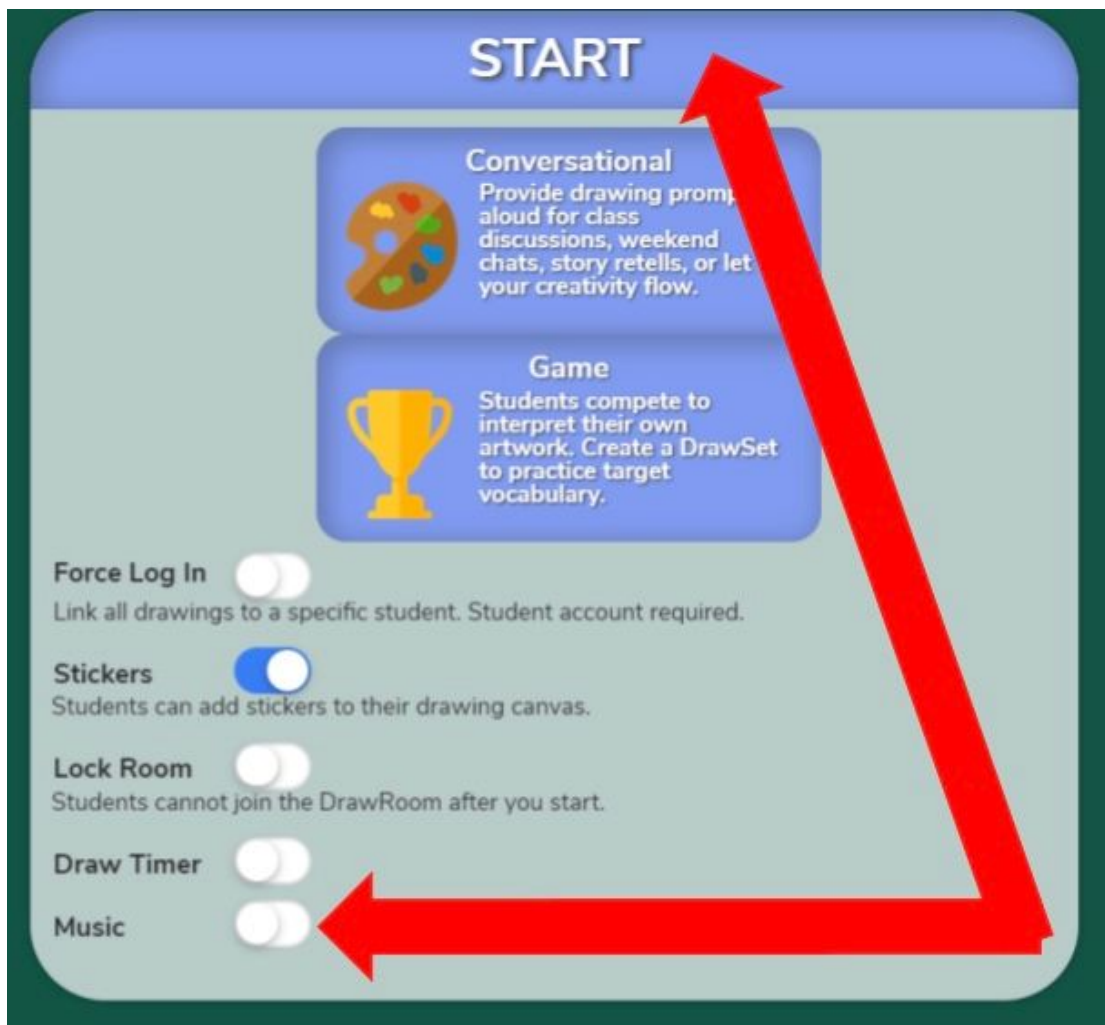 START
Conversational
Provide drawing
aloud for class
discussions, weekend
chats, story retells, or let
your creativity flow.
Game
Students compete to
interpret their own
artwork. Create a DrawSet
to practice target
vocabulary.
Force Log In
Link all drawings to a specific student. Student account required.
Stickers
Students can add stickers to their drawing canvas.
Lock Room
Students cannot join the DrawRoom after you start.
Draw Timer
Music